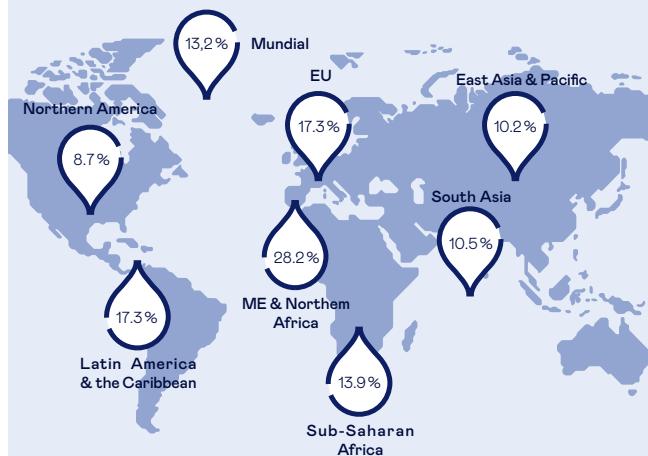 13,2 %
Mundial
EU
17.3 %
East Asia & Pacific
10.2 %
Northern America
8.7 %
South Asia
10.5 %
28.2 %
ME & Northem
Africa
17.3 %
Latin America
& the Caribbean
13.9 %
Sub-Saharan
Africa